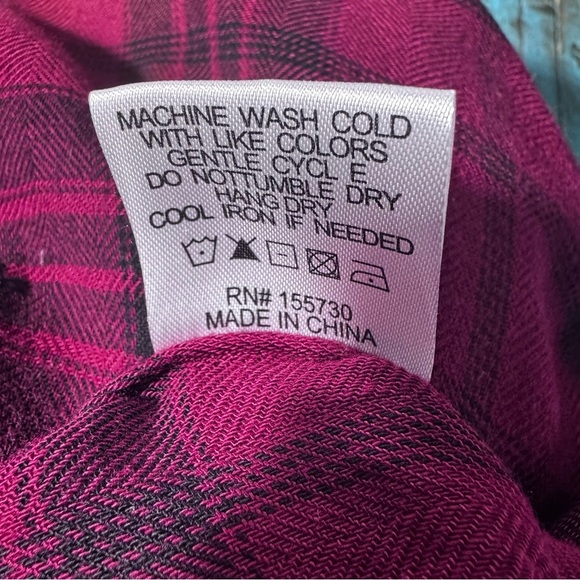 MACHINE WASH COLD
WITH LIKE COLORS
GENTLE CYCL E
DO NOTTUMBLE DRY
HANG DRY
COOL IRON IF NEEDED
RN# 155730
MADE IN CHINA